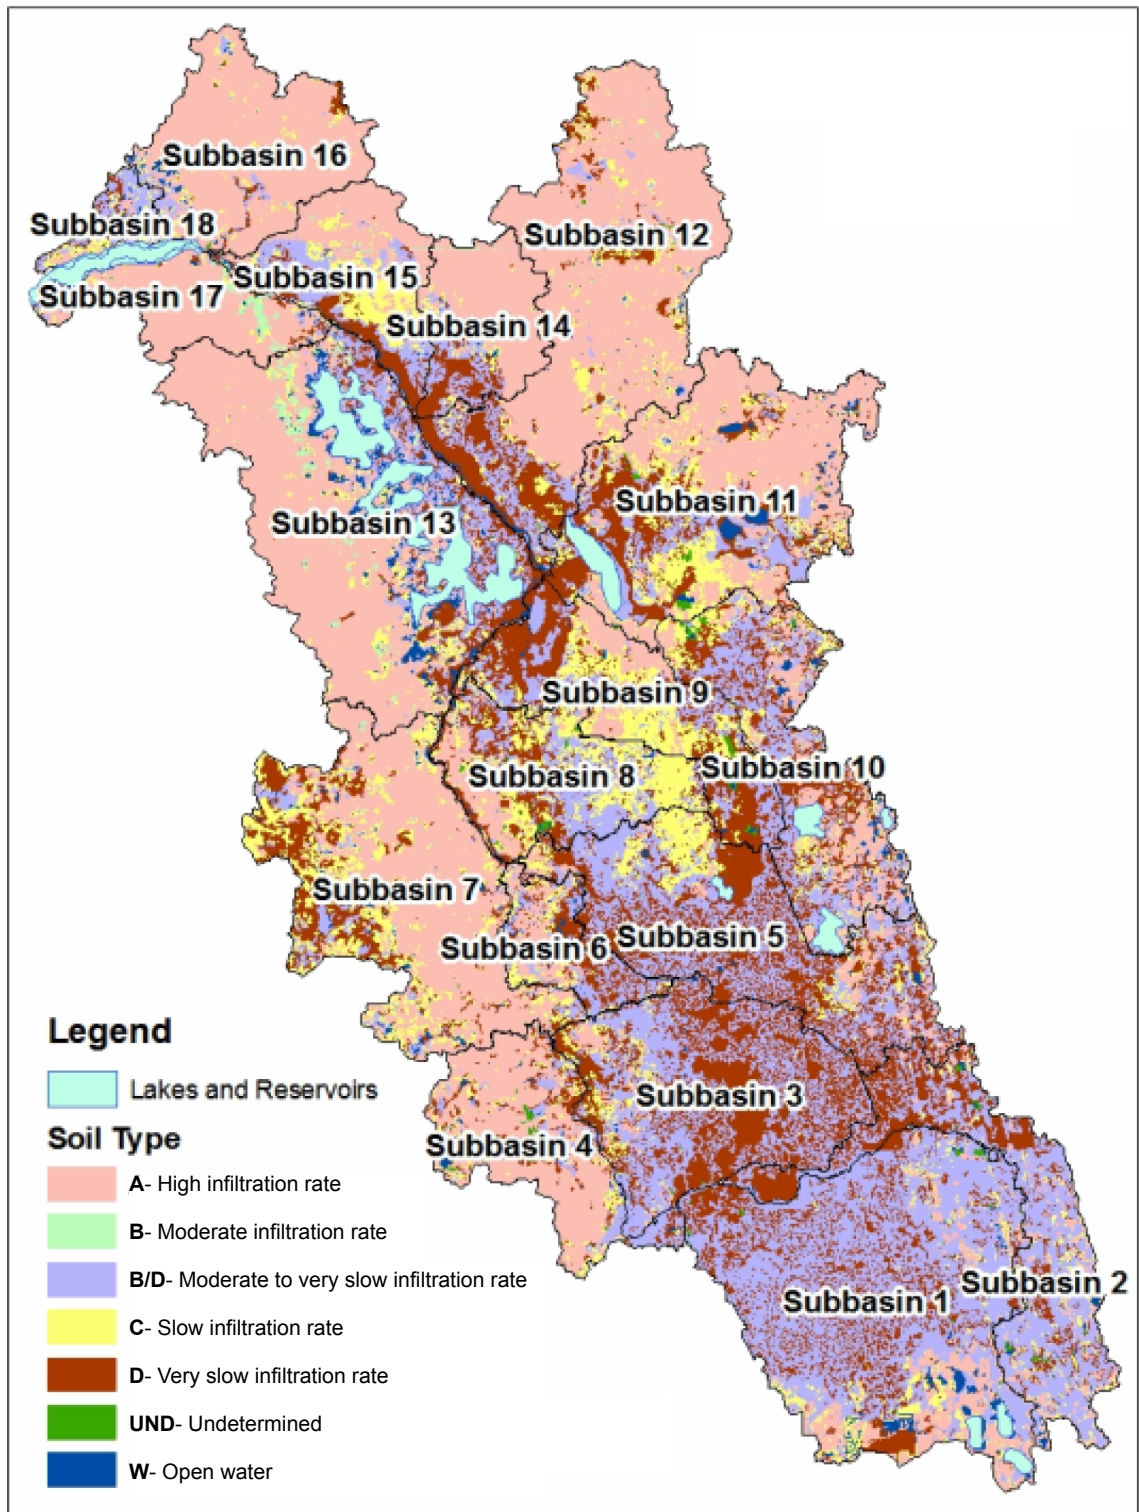 Subbasin 16
Subbasin 18
Subbasin 12
Subbasin 15
Subbasin 17
Subbasin 14
Subbasin 11
Subbasin 13
Subbasin 9
Subbasin 10
Subbasin 8
Subbasin 7
Subbasin 6
Subbasin 5
Subbasin 3
Subbasin 4
Subbasin 2
Subbasin 1
Legend
Lakes and Reservoirs
Soil Type
A- High infiltration rate
B- Moderate infiltration rate
B/D- Moderate to very slow infiltration rate
C- Slow infiltration rate
D- Very slow infiltration rate
UND- Undetermined
W- Open water